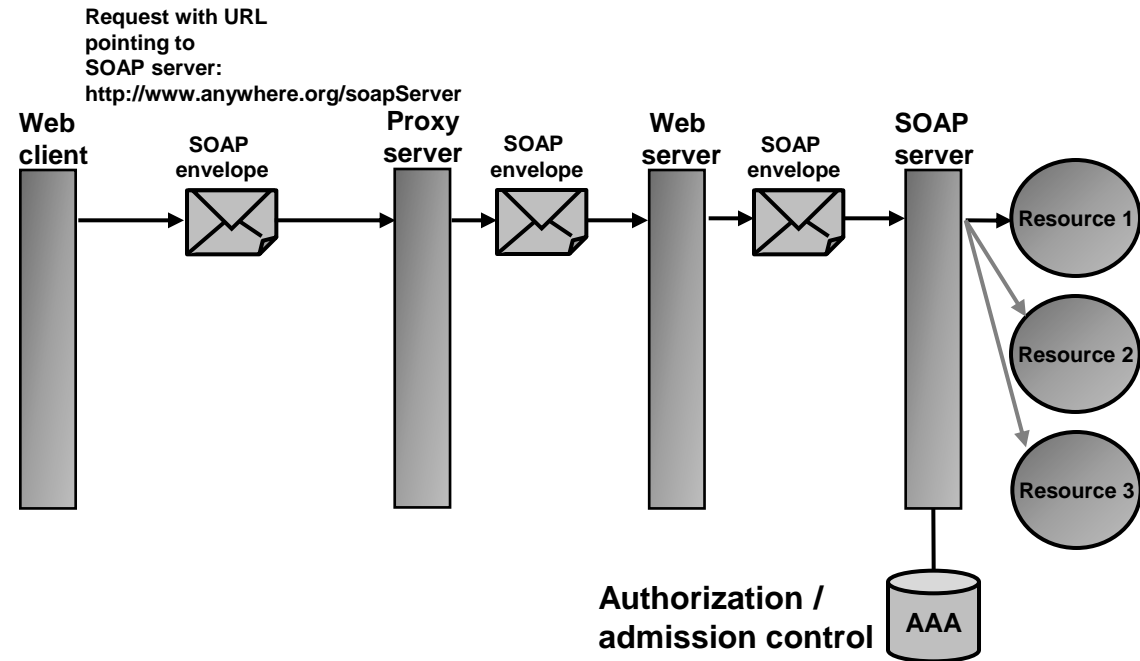 Request with URL
pointing to
SOAP server:
http://www.anywhere.org/soapServer
Web
client
SOAP
envelope
Proxy
server
SOAP
envelope
Web
server
SOAP
envelope
SOAP
server
Resource 1
Resource 2
Resource 3
Authorization /
admission control
AAA